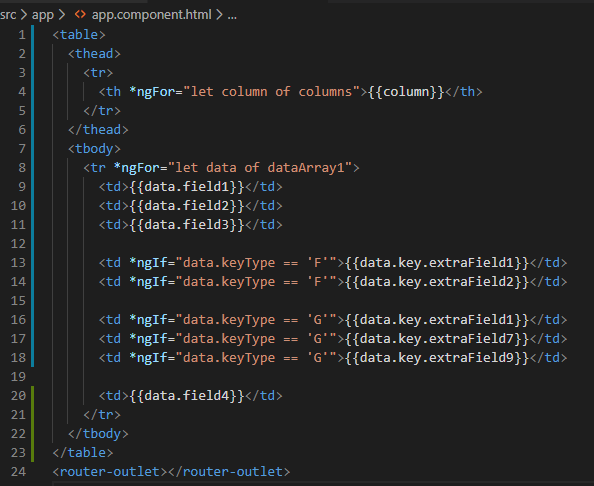 src > app > <> app.component.html > ...
1 <table>
2 <thead>
3 <tr>
4 <th *ngFor="let column of columns">{{column}}</th>
5 </tr>
6 </thead>
7 <tbody>
8 <tr *ngFor="let data of dataArray1">
9 <td>{{data.field1}}</td>
10 <td>{{data.field2}}</td>
11 <td>{{data.field3}}</td>
12
13 <td *ngIf="data.keyType == 'F'">{{data.key.extraField1}}</td>
14 <td *ngIf="data.keyType == 'F'">{{data.key.extraField2}}</td>
15
16 <td *ngIf="data.keyType == 'G'">{{data.key.extraField1}}</td>
17 <td *ngIf="data.keyType == 'G'">{{data.key.extraField7}}</td>
18 <td *ngIf="data.keyType == 'G'">{{data.key.extraField9}}</td>
19
20 <td>{{data.field4}}</td>
21 </tr>
22 </tbody>
23 </table>
24 <router-outlet></router-outlet>